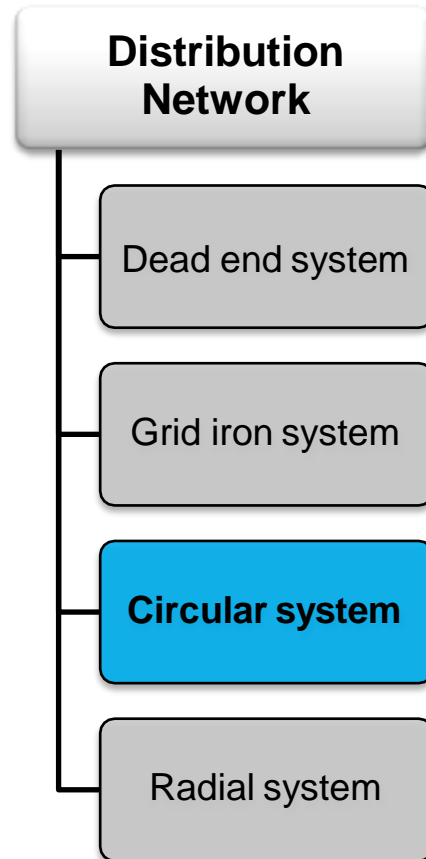 Distribution
Network
Dead end system
Grid iron system
Circular system
Radial system